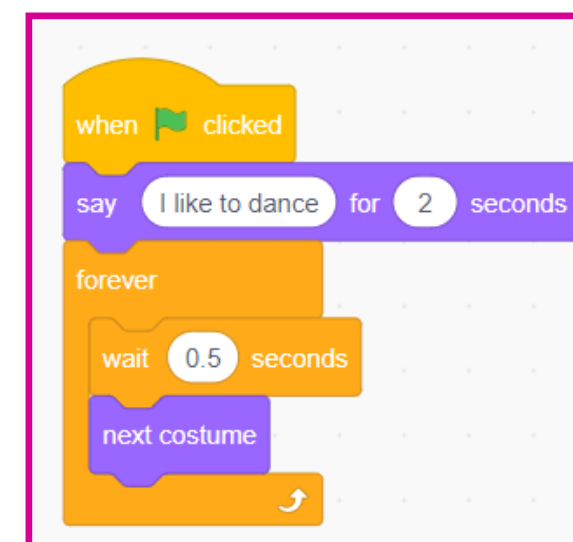 when clicked
say I like to dance for 2 seconds
forever
wait 0.5 seconds
next costume